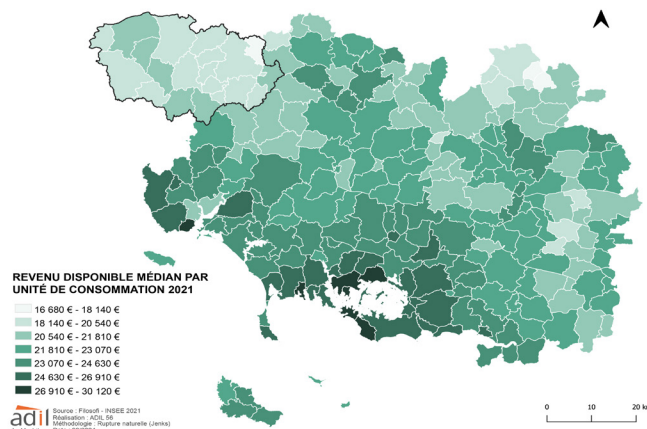 REVENU DISPONIBLE MÉDIAN PAR
UNITÉ DE CONSOMMATION 2021
16 680 € - 18 140 €
18 140 € - 20 540 €
20 540 € - 21 810 €
21 810 € - 23 070 €
23 070 € - 24 630 €
24 630 € - 26 910 €
26 910 € - 30 120 €
adil
Source : Filosofi - INSEE 2021
Réalisation : ADIL 56
Méthodologie : Rupture naturelle (Jenks)
0 10 20 k